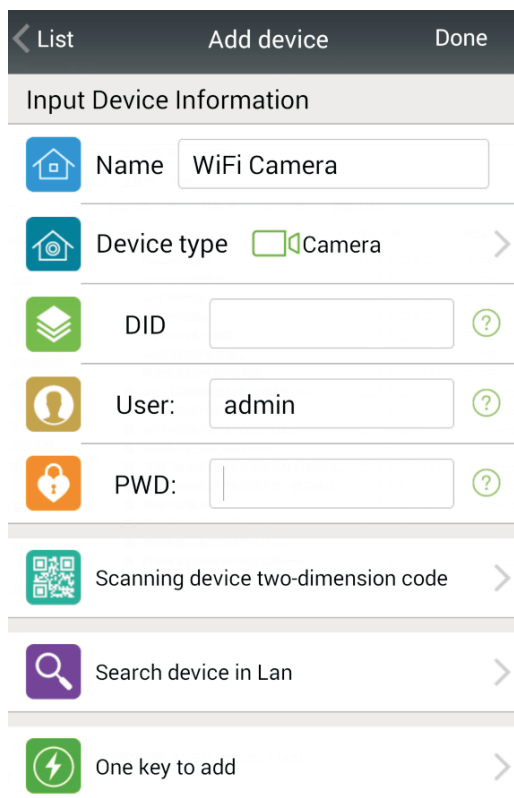 List Add device Done
Input Device Information
Name WiFi Camera
Device type Camera
DID ?
User: admin ?
PWD: ?
Scanning device two-dimension code
Search device in Lan
One key to add